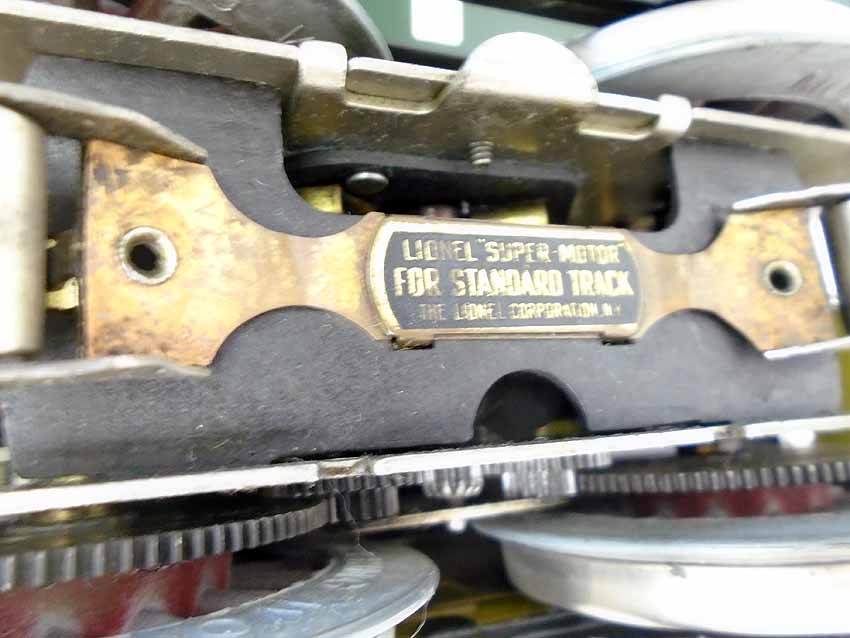 LIONEL "SUPER-MOTOR"
FOR STANDARD TRACK
THE LIONEL CORPORATION, N.Y.